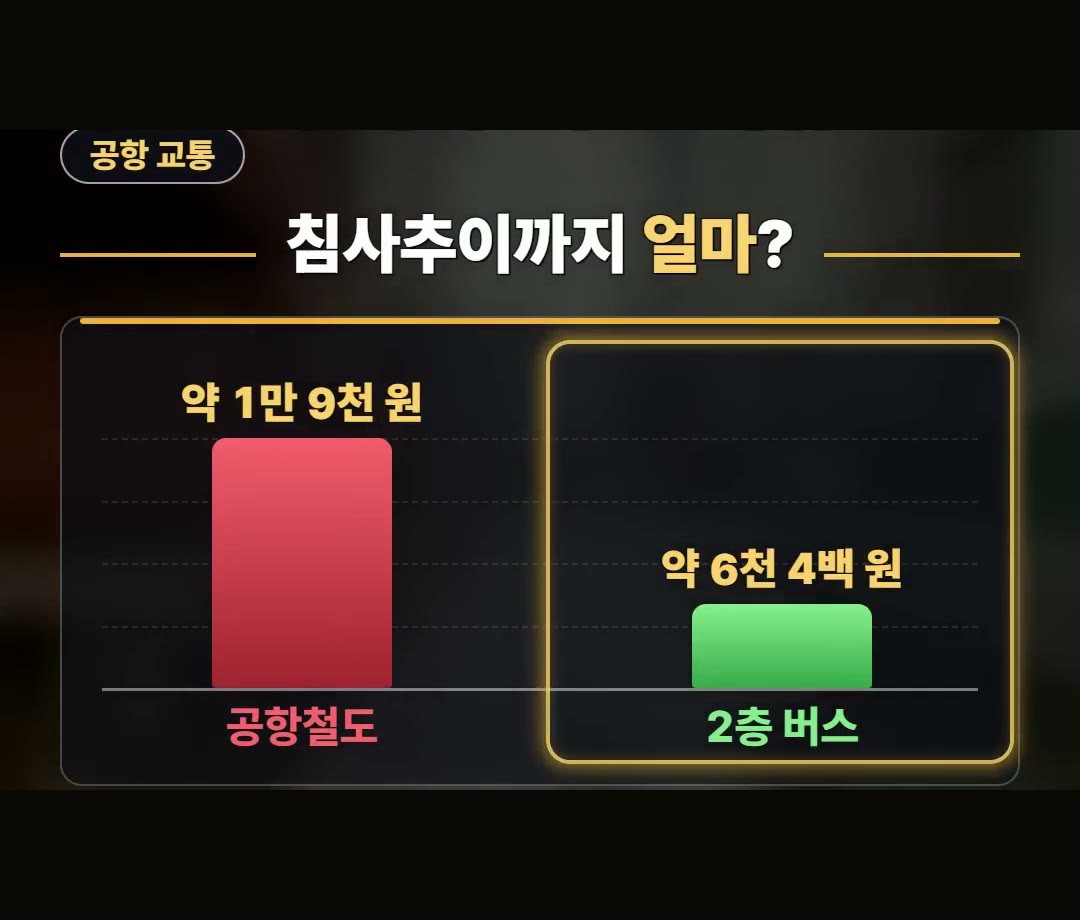 공항 교통
침사추이까지 얼마?
약 1만 9천 원
약 6천 4백 원
공항철도
2층 버스